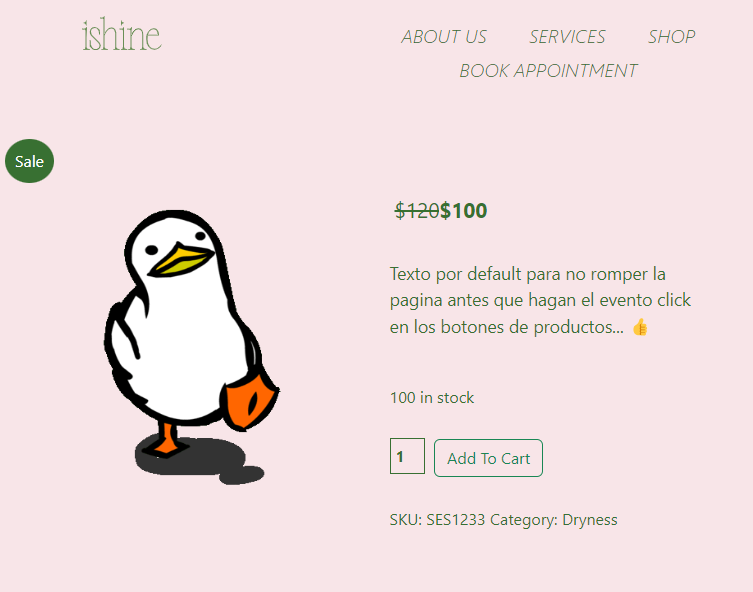 ishine
ABOUT US SERVICES SHOP
BOOK APPOINTMENT
Sale
$120$100
Texto por default para no romper la
pagina antes que hagan el evento click
en los botones de productos... 👍
100 in stock
1 Add To Cart
SKU: SES1233 Category: Dryness